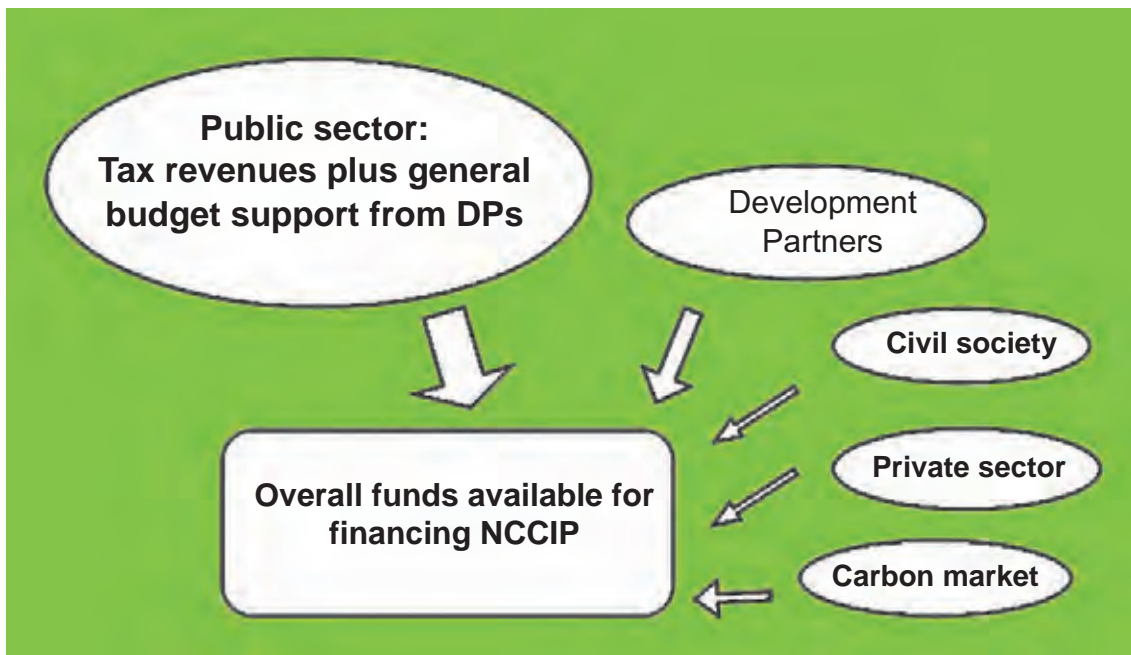 Public sector:
Tax revenues plus general
budget support from DPs
Development
Partners
Civil society
Private sector
Carbon market
Overall funds available for
financing NCCIP